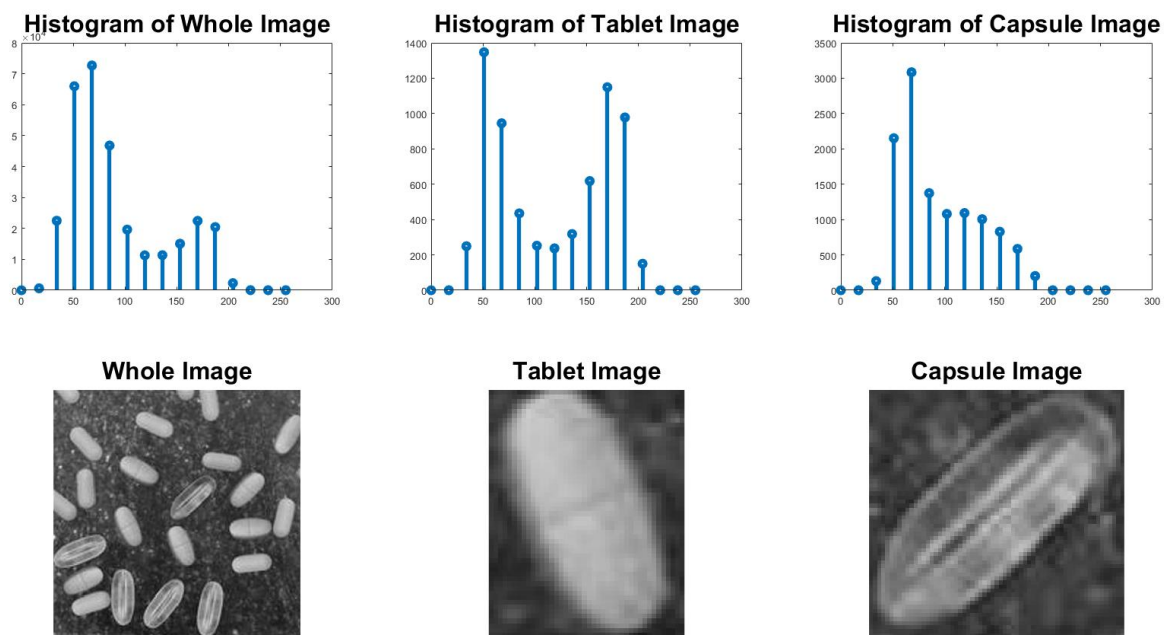 Histogram of Whole Image
Histogram of Tablet Image
Histogram of Capsule Image
× 10⁴
8
7
6
5
4
3
2
1
0
0 50 100 150 200 250 300
1400
1200
1000
800
600
400
200
0
0 50 100 150 200 250 300
3500
3000
2500
2000
1500
1000
500
0
0 50 100 150 200 250 300
Whole Image
Tablet Image
Capsule Image